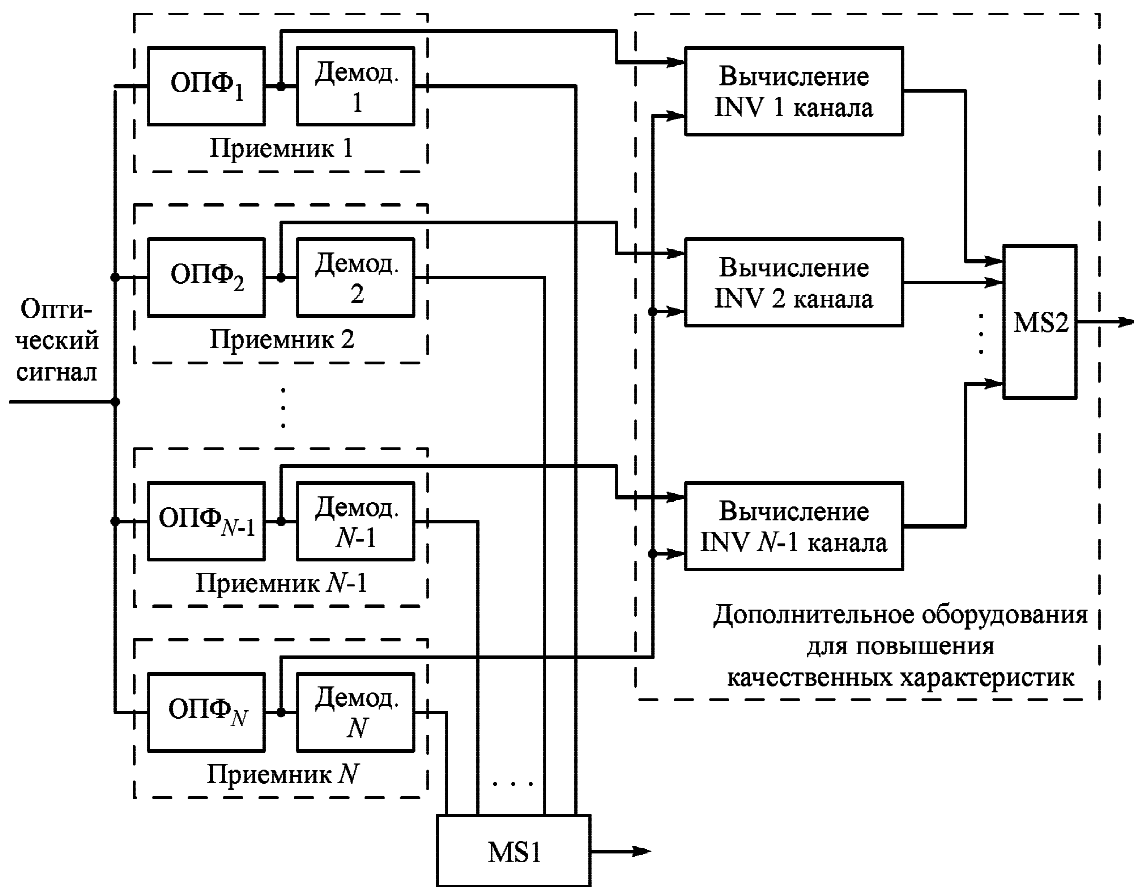 ОПФ1
Демод.
1
Приемник 1
Вычисление
INV 1 канала
ОПФ2
Демод.
2
Приемник 2
Вычисление
INV 2 канала
MS2
Опти-
ческий
сигнал
ОПФN-1
Демод.
N-1
Приемник N-1
Вычисление
INV N-1 канала
Дополнительное оборудования
для повышения
качественных характеристик
ОПФN
Демод.
N
Приемник N
MS1